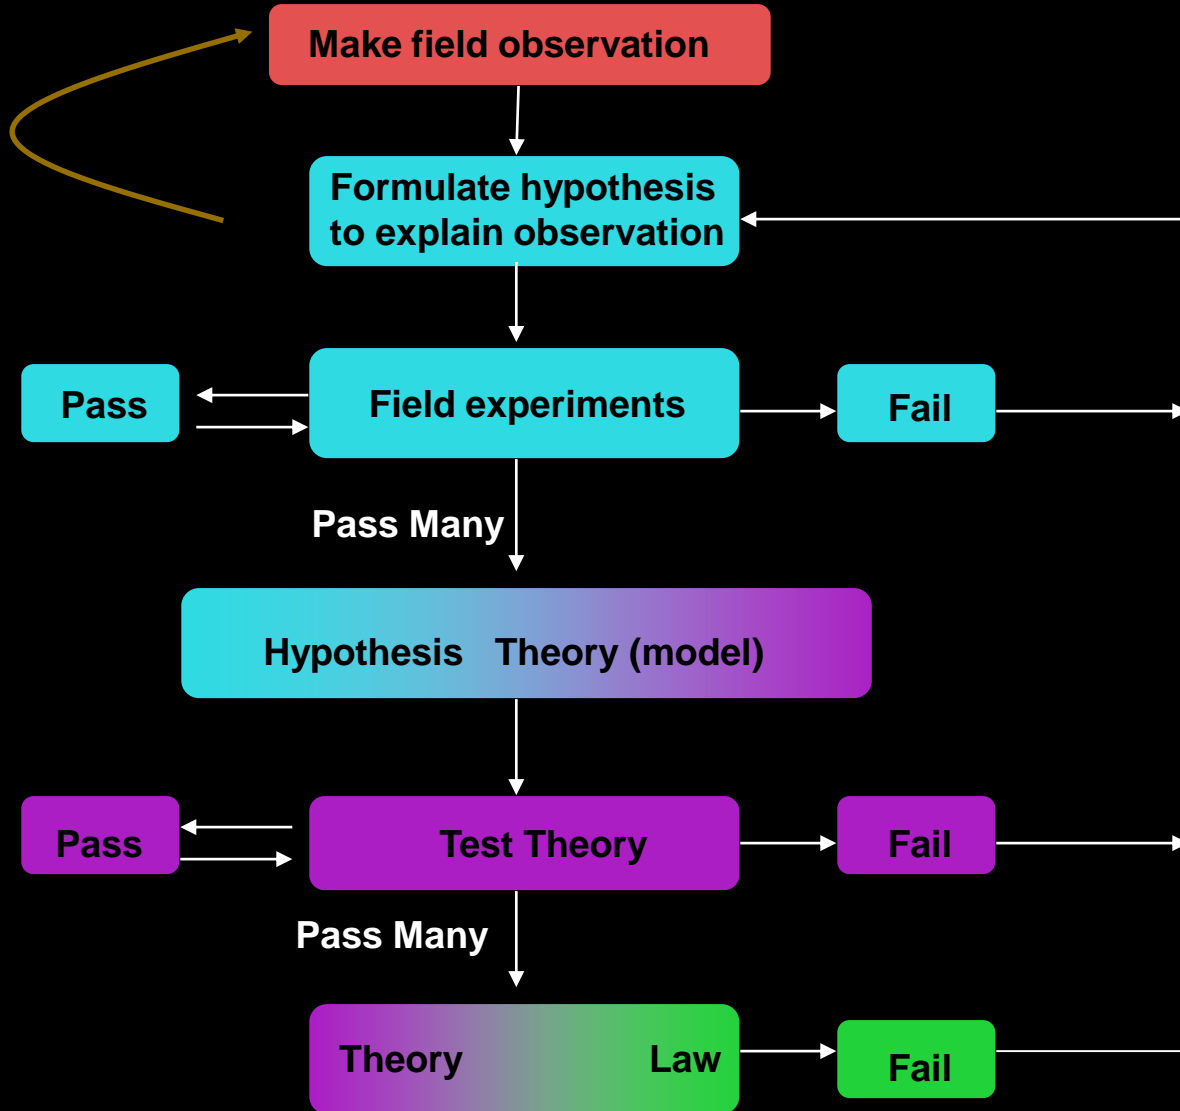 Make field observation
Formulate hypothesis
to explain observation
Pass
Field experiments
Fail
Pass Many
Hypothesis Theory (model)
Pass
Test Theory
Fail
Pass Many
Theory Law
Fail